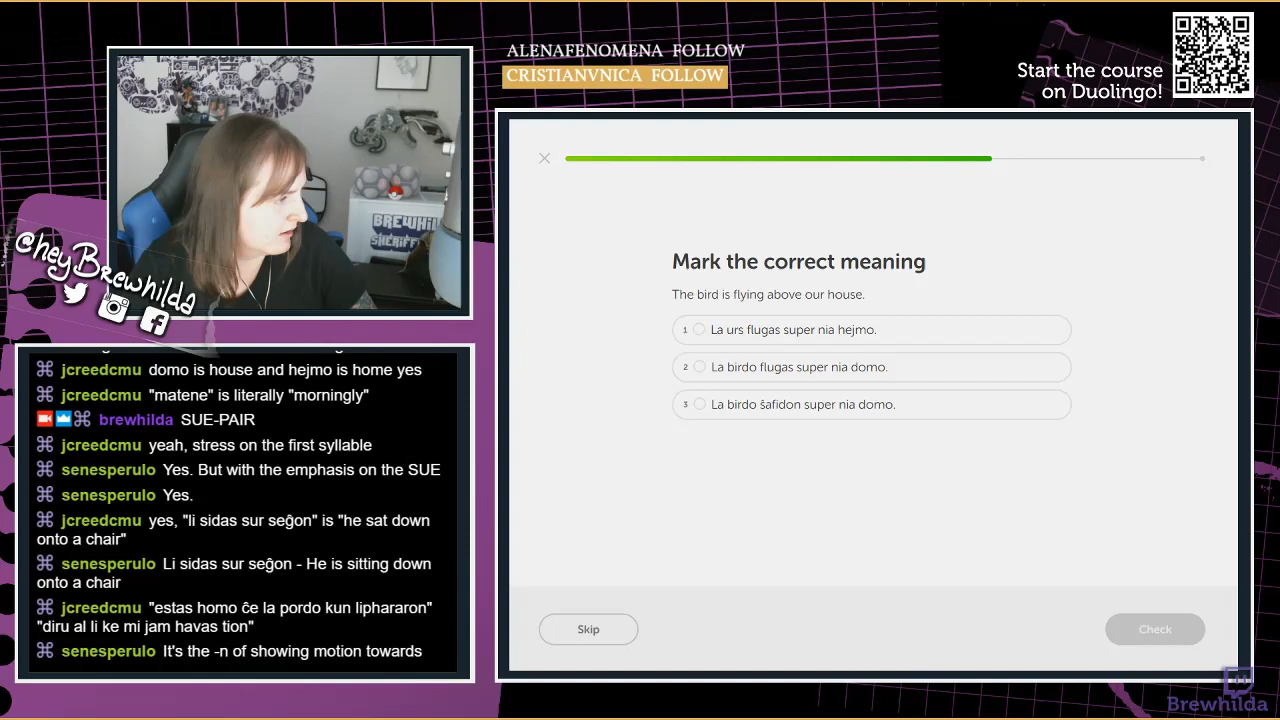 ALENAFENOMENA FOLLOW
CRISTIANVNICA FOLLOW
Start the course
on Duolingo!
@heyBrewhilda
BREWHIL
SHERIFF
Mark the correct meaning
The bird is flying above our house.
1 La urs flugas super nia hejmo.
2 La birdo flugas super nia domo.
3 La birdo ŝafidon super nia domo.
Skip
Check
jcreedcmu domo is house and hejmo is home yes
jcreedcmu "matene" is literally "morningly"
brewhilda SUE-PAIR
jcreedcmu yeah, stress on the first syllable
senesperulo Yes. But with the emphasis on the SUE
senesperulo Yes.
jcreedcmu yes, "li sidas sur seĝon" is "he sat down
onto a chair"
senesperulo Li sidas sur seĝon - He is sitting down
onto a chair
jcreedcmu "estas homo ĉe la pordo kun liphararon"
"diru al li ke mi jam havas tion"
senesperulo It's the -n of showing motion towards
Brewhilda